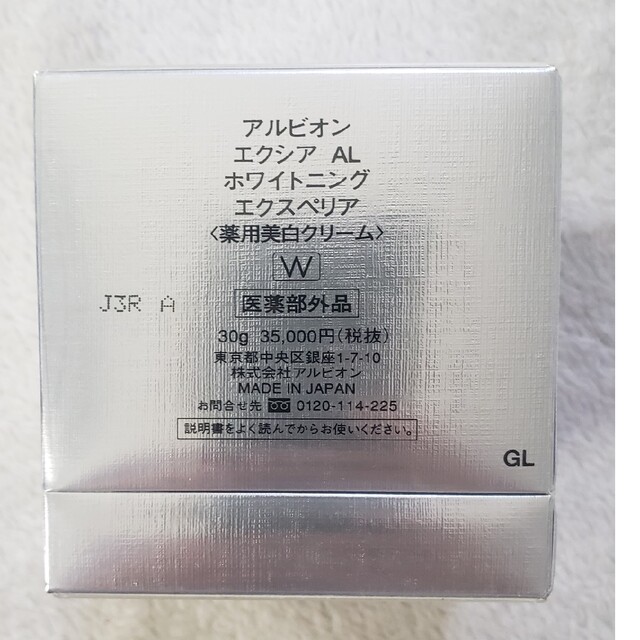 アルビオン
エクシア AL
ホワイトニング
エクスペリア
〈薬用美白クリーム〉
W
J3R A
医薬部外品
30g 35,000円(税抜)
東京都中央区銀座1-7-10
株式会社アルビオン
MADE IN JAPAN
お問合せ先 0120-114-225
説明書をよく読んでからお使いください。
GL